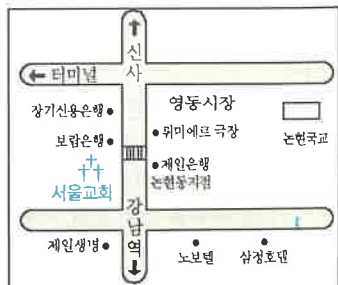 ↑
신사
← 터미널
장기신용은행
영동시장
뤼미에르 극장
보람은행
논현국교
제일은행
논현동지점
서울교회
강남역
↓
제일생명
노보텔
삼정호텔